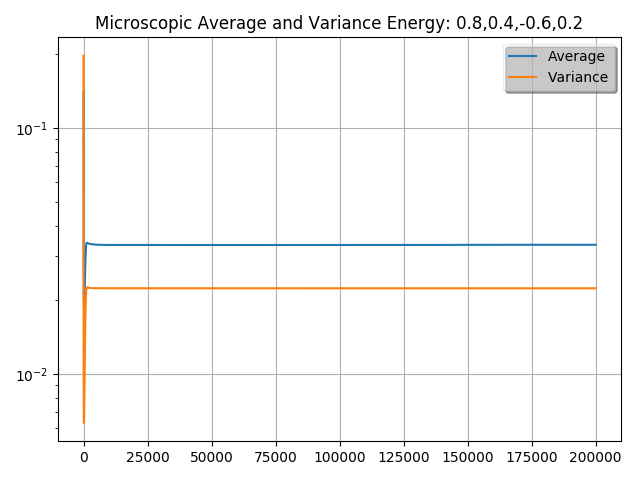 Microscopic Average and Variance Energy: 0.8,0.4,-0.6,0.2
Average
Variance
10⁻¹
10⁻²
0 25000 50000 75000 100000 125000 150000 175000 200000